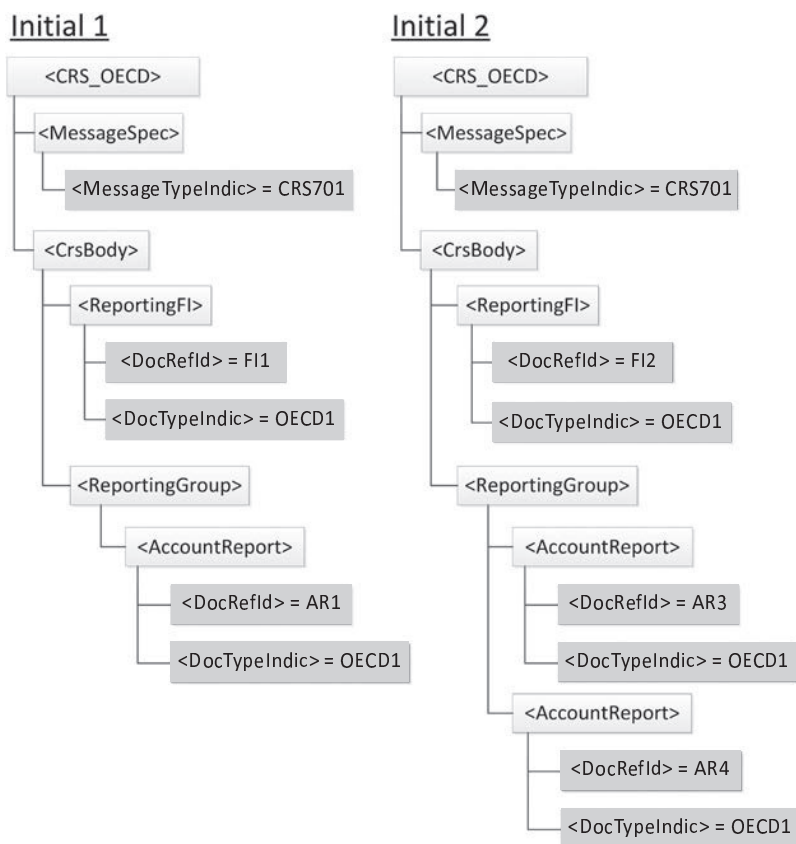 Initial 1
<CRS_OECD>
<MessageSpec>
<MessageTypeIndic> = CRS701
<CrsBody>
<ReportingFI>
<DocRefId> = FI1
<DocTypeIndic> = OECD1
<ReportingGroup>
<AccountReport>
<DocRefId> = AR1
<DocTypeIndic> = OECD1
Initial 2
<CRS_OECD>
<MessageSpec>
<MessageTypeIndic> = CRS701
<CrsBody>
<ReportingFI>
<DocRefId> = FI2
<DocTypeIndic> = OECD1
<ReportingGroup>
<AccountReport>
<DocRefId> = AR3
<DocTypeIndic> = OECD1
<AccountReport>
<DocRefId> = AR4
<DocTypeIndic> = OECD1